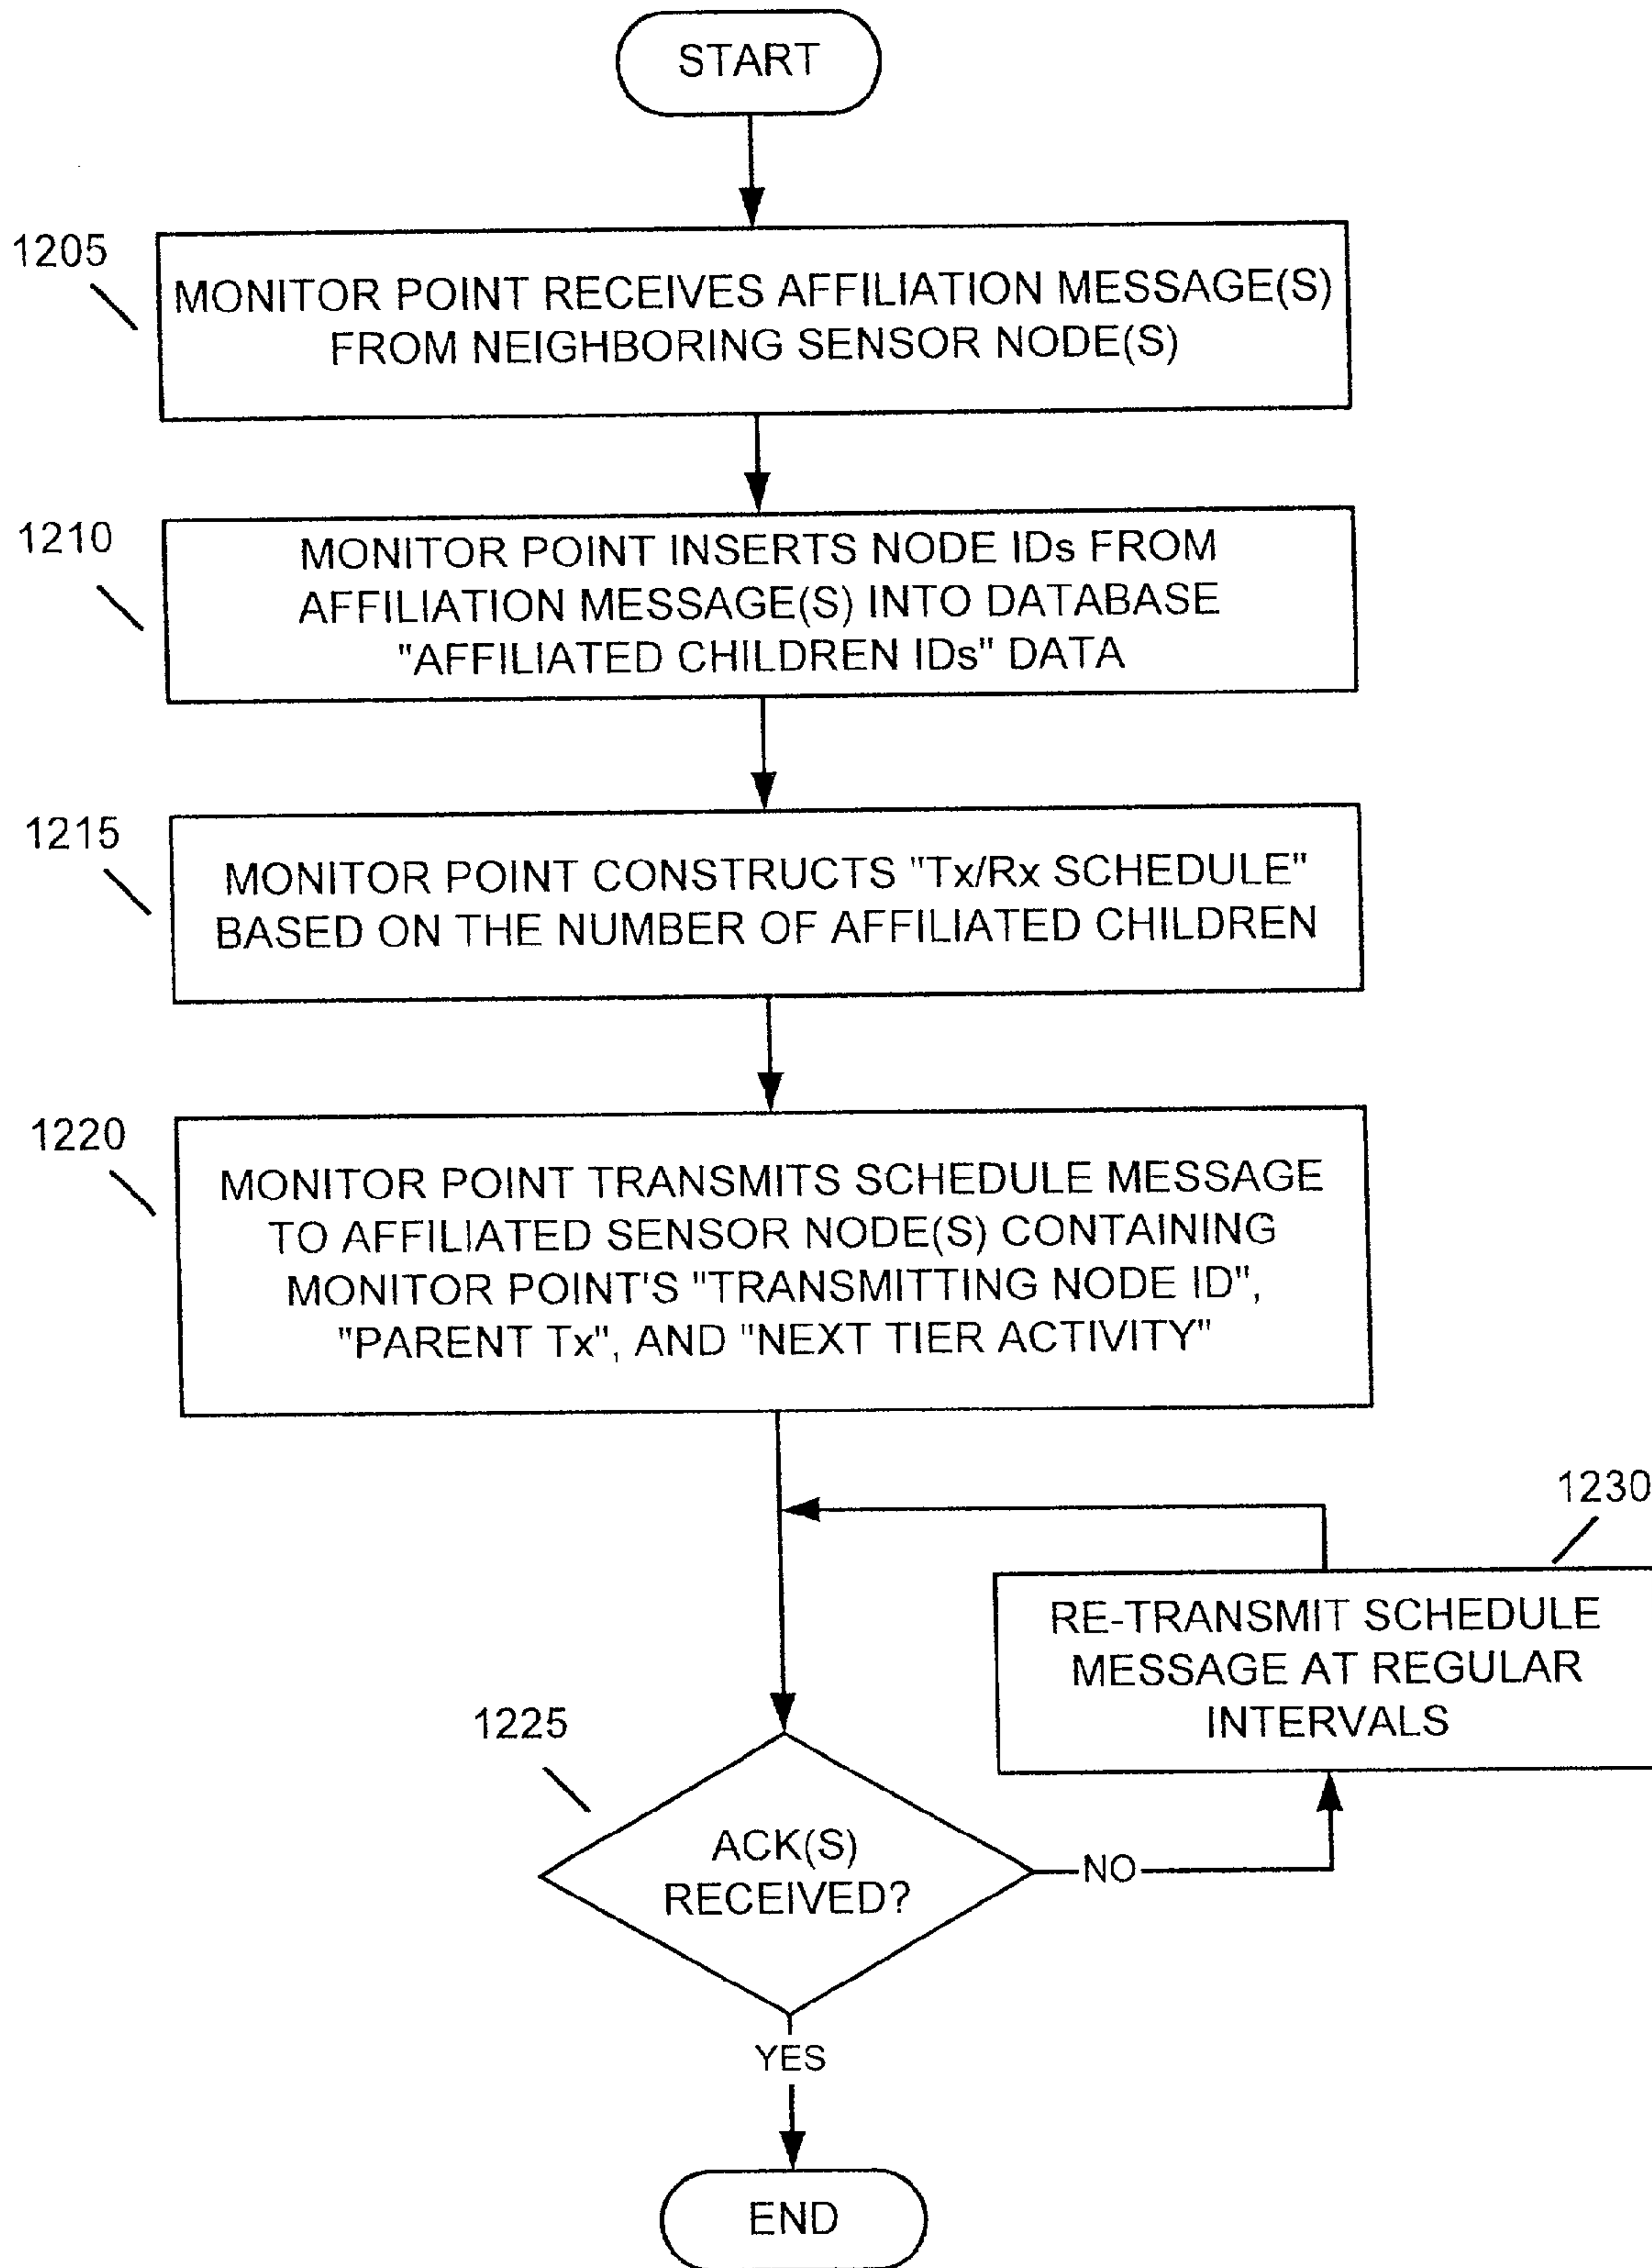 START
1205
MONITOR POINT RECEIVES AFFILIATION MESSAGE(S)
FROM NEIGHBORING SENSOR NODE(S)
1210
MONITOR POINT INSERTS NODE IDs FROM
AFFILIATION MESSAGE(S) INTO DATABASE
"AFFILIATED CHILDREN IDs" DATA
1215
MONITOR POINT CONSTRUCTS "Tx/Rx SCHEDULE"
BASED ON THE NUMBER OF AFFILIATED CHILDREN
1220
MONITOR POINT TRANSMITS SCHEDULE MESSAGE
TO AFFILIATED SENSOR NODE(S) CONTAINING
MONITOR POINT'S "TRANSMITTING NODE ID",
"PARENT Tx", AND "NEXT TIER ACTIVITY"
1230
RE-TRANSMIT SCHEDULE
MESSAGE AT REGULAR
INTERVALS
1225
ACK(S)
RECEIVED?
NO
YES
END